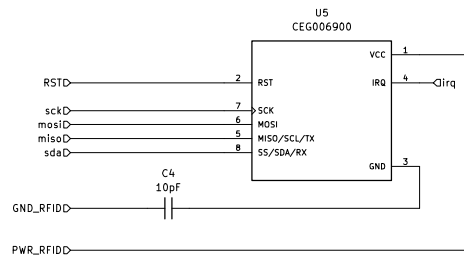 U5
CEG006900
VCC 1
RST 2 RST IRQ 4 irq
sck 7 SCK
mosi 6 MOSI
miso 5 MISO/SCL/TX
sda 8 SS/SDA/RX
GND 3
C4
10pF
GND_RFID
PWR_RFID